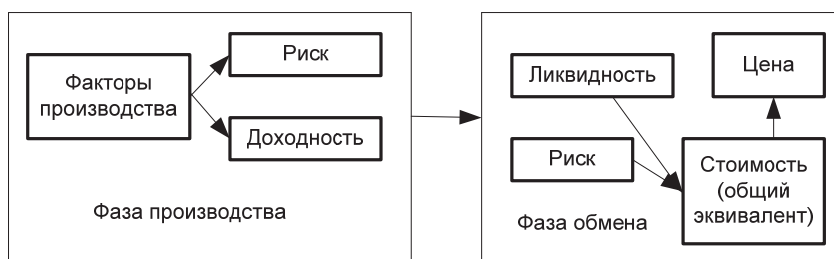 Факторы
производства
Риск
Доходность
Фаза производства
Ликвидность
Цена
Риск
Стоимость
(общий
эквивалент)
Фаза обмена